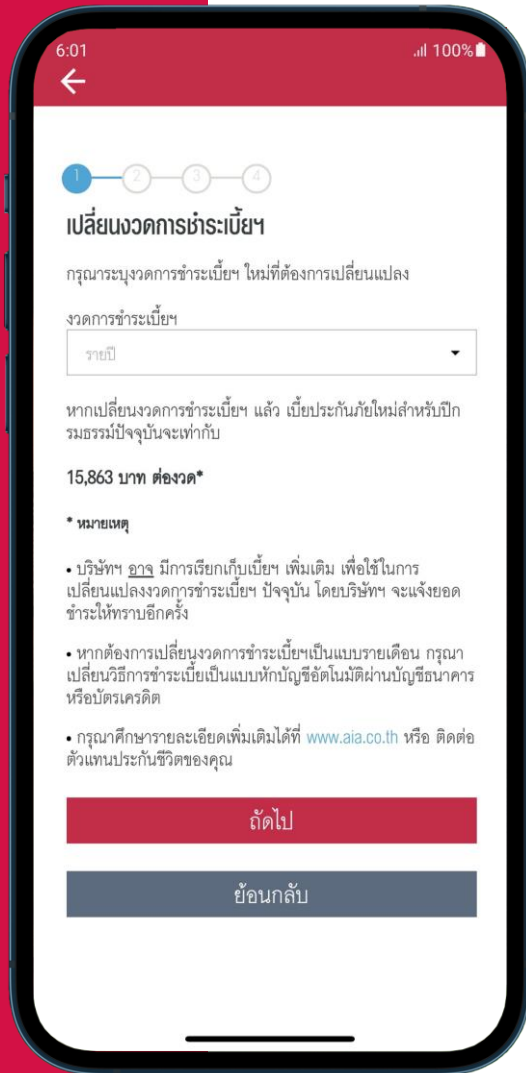 6:01
100%
1
2
3
4
เปลี่ยนงวดการชำระเบี้ยฯ
กรุณาระบุงวดการชำระเบี้ยฯ ใหม่ที่ต้องการเปลี่ยนแปลง
งวดการชำระเบี้ยฯ
รายปี
หากเปลี่ยนงวดการชำระเบี้ยฯ แล้ว เบี้ยประกันภัยใหม่สำหรับปีก
รมธรรม์ปัจจุบันจะเท่ากับ
15,863 บาท ต่องวด*
* หมายเหตุ
• บริษัทฯ อาจ มีการเรียกเก็บเบี้ยฯ เพิ่มเติม เพื่อใช้ในการ
เปลี่ยนแปลงงวดการชำระเบี้ยฯ ปัจจุบัน โดยบริษัทฯ จะแจ้งยอด
ชำระให้ทราบอีกครั้ง
• หากต้องการเปลี่ยนงวดการชำระเบี้ยฯเป็นแบบรายเดือน กรุณา
เปลี่ยนวิธีการชำระเบี้ยเป็นแบบหักบัญชีอัตโนมัติผ่านบัญชีธนาคาร
หรือบัตรเครดิต
• กรุณาศึกษารายละเอียดเพิ่มเติมได้ที่ www.aia.co.th หรือ ติดต่อ
ตัวแทนประกันชีวิตของคุณ
ถัดไป
ย้อนกลับ